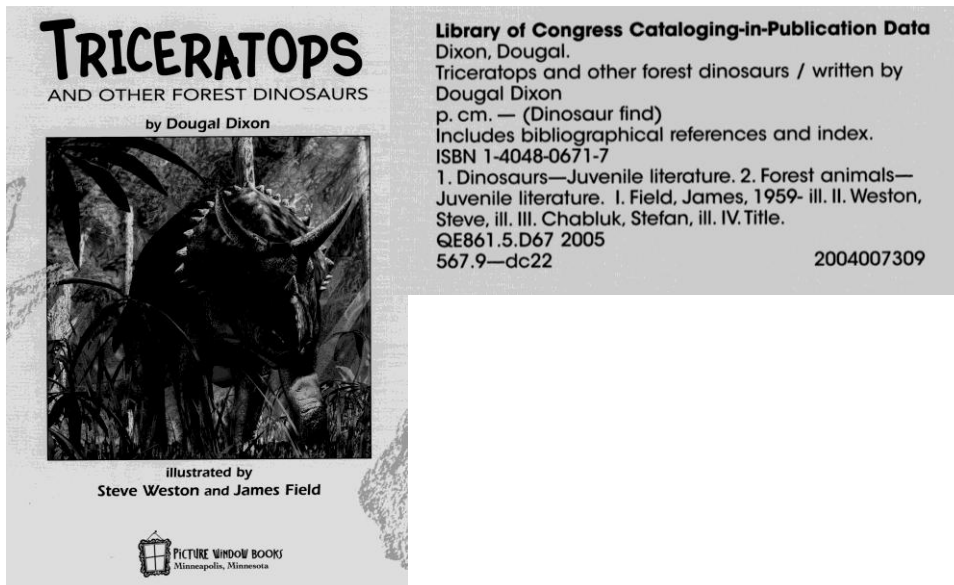 TRICERATOPS
AND OTHER FOREST DINOSAURS
by Dougal Dixon
illustrated by
Steve Weston and James Field
PICTURE WINDOW BOOKS
Minneapolis, Minnesota
Library of Congress Cataloging-in-Publication Data
Dixon, Dougal.
Triceratops and other forest dinosaurs / written by
Dougal Dixon
p. cm. — (Dinosaur find)
Includes bibliographical references and index.
ISBN 1-4048-0671-7
1. Dinosaurs—Juvenile literature. 2. Forest animals—
Juvenile literature. I. Field, James, 1959- ill. II. Weston,
Steve, ill. III. Chabluk, Stefan, ill. IV. Title.
QE861.5.D67 2005
567.9—dc22 2004007309